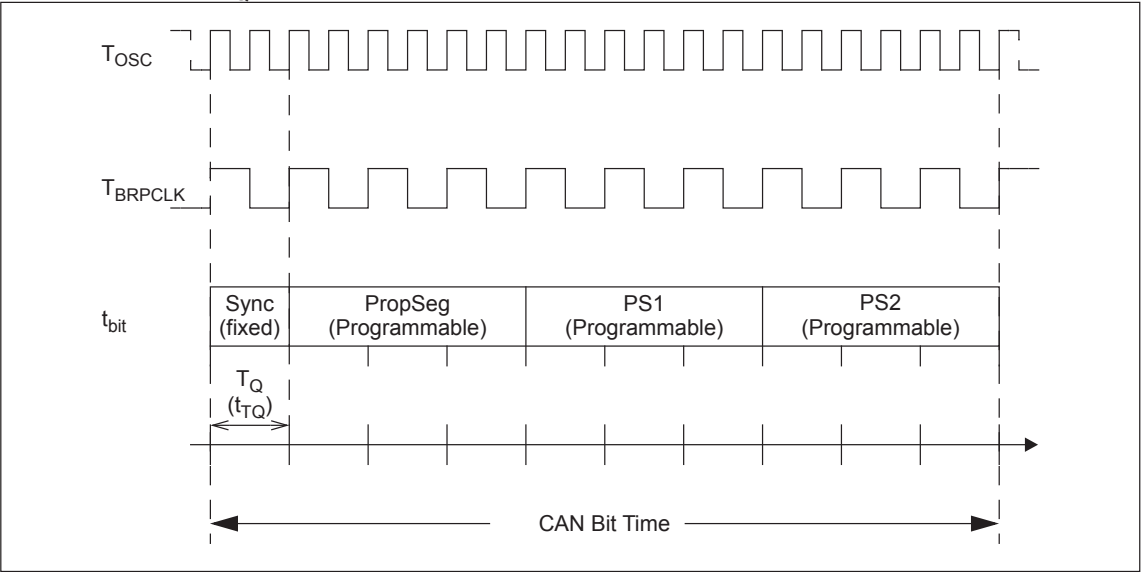 TOSC
TBRPCLK
tbit
Sync
(fixed)
PropSeg
(Programmable)
PS1
(Programmable)
PS2
(Programmable)
TQ
(tTQ)
CAN Bit Time